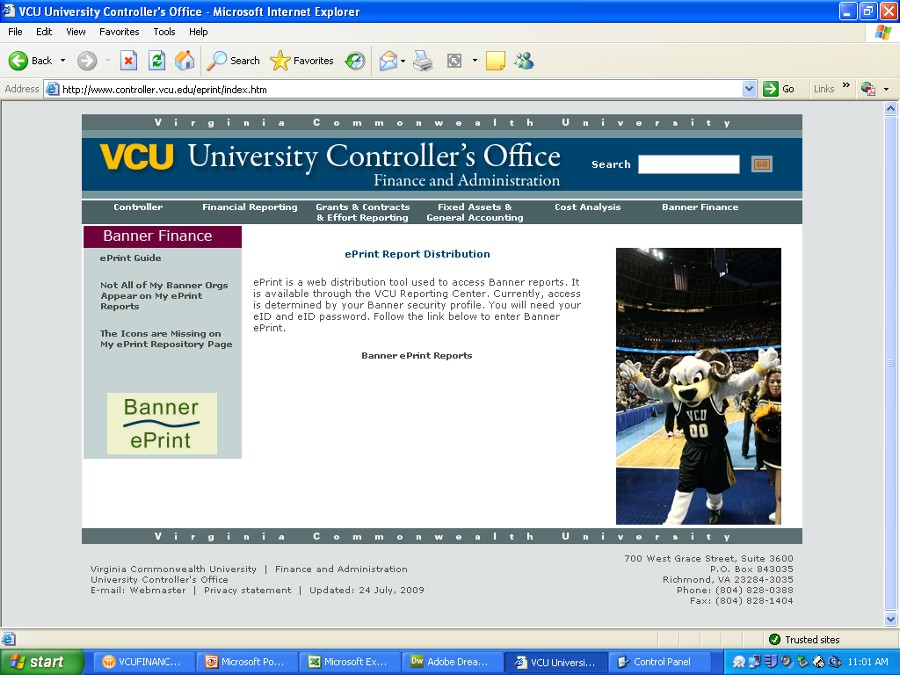 VCU University Controller's Office - Microsoft Internet Explorer
File Edit View Favorites Tools Help
Back Search Favorites
Address http://www.controller.vcu.edu/eprint/index.htm Go Links »
Virginia Commonwealth University
VCU University Controller's Office
Finance and Administration
Search GO
Controller Financial Reporting Grants & Contracts & Effort Reporting Fixed Assets & General Accounting Cost Analysis Banner Finance
Banner Finance
ePrint Guide
Not All of My Banner Orgs
Appear on My ePrint
Reports
The Icons are Missing on
My ePrint Repository Page
Banner
ePrint
ePrint Report Distribution
ePrint is a web distribution tool used to access Banner reports. It
is available through the VCU Reporting Center. Currently, access
is determined by your Banner security profile. You will need your
eID and eID password. Follow the link below to enter Banner
ePrint.
Banner ePrint Reports
VCU
00
Virginia Commonwealth University
Virginia Commonwealth University | Finance and Administration
University Controller's Office
E-mail: Webmaster | Privacy statement | Updated: 24 July, 2009
700 West Grace Street, Suite 3600
P.O. Box 843035
Richmond, VA 23284-3035
Phone: (804) 828-0388
Fax: (804) 828-1404
Trusted sites
start VCUFINANC... Microsoft Po... Microsoft Ex... Adobe Drea... VCU Universi... Control Panel 11:01 AM